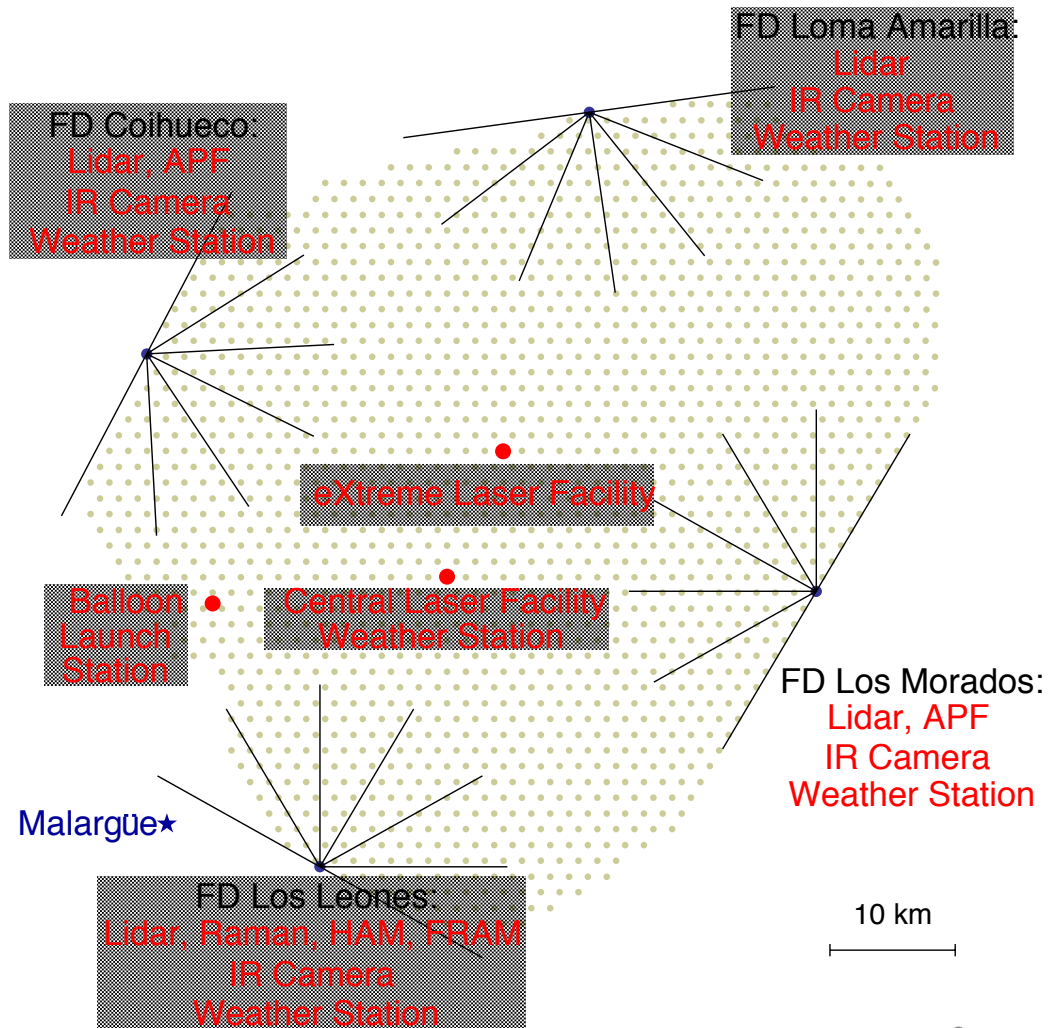 FD Loma Amarilla:
Lidar
IR Camera
Weather Station
FD Coihueco:
Lidar, APF
IR Camera
Weather Station
eXtreme Laser Facility
Balloon
Launch
Station
Central Laser Facility
Weather Station
FD Los Morados:
Lidar, APF
IR Camera
Weather Station
Malargüe
FD Los Leones:
Lidar, Raman, HAM, FRAM
IR Camera
Weather Station
10 km